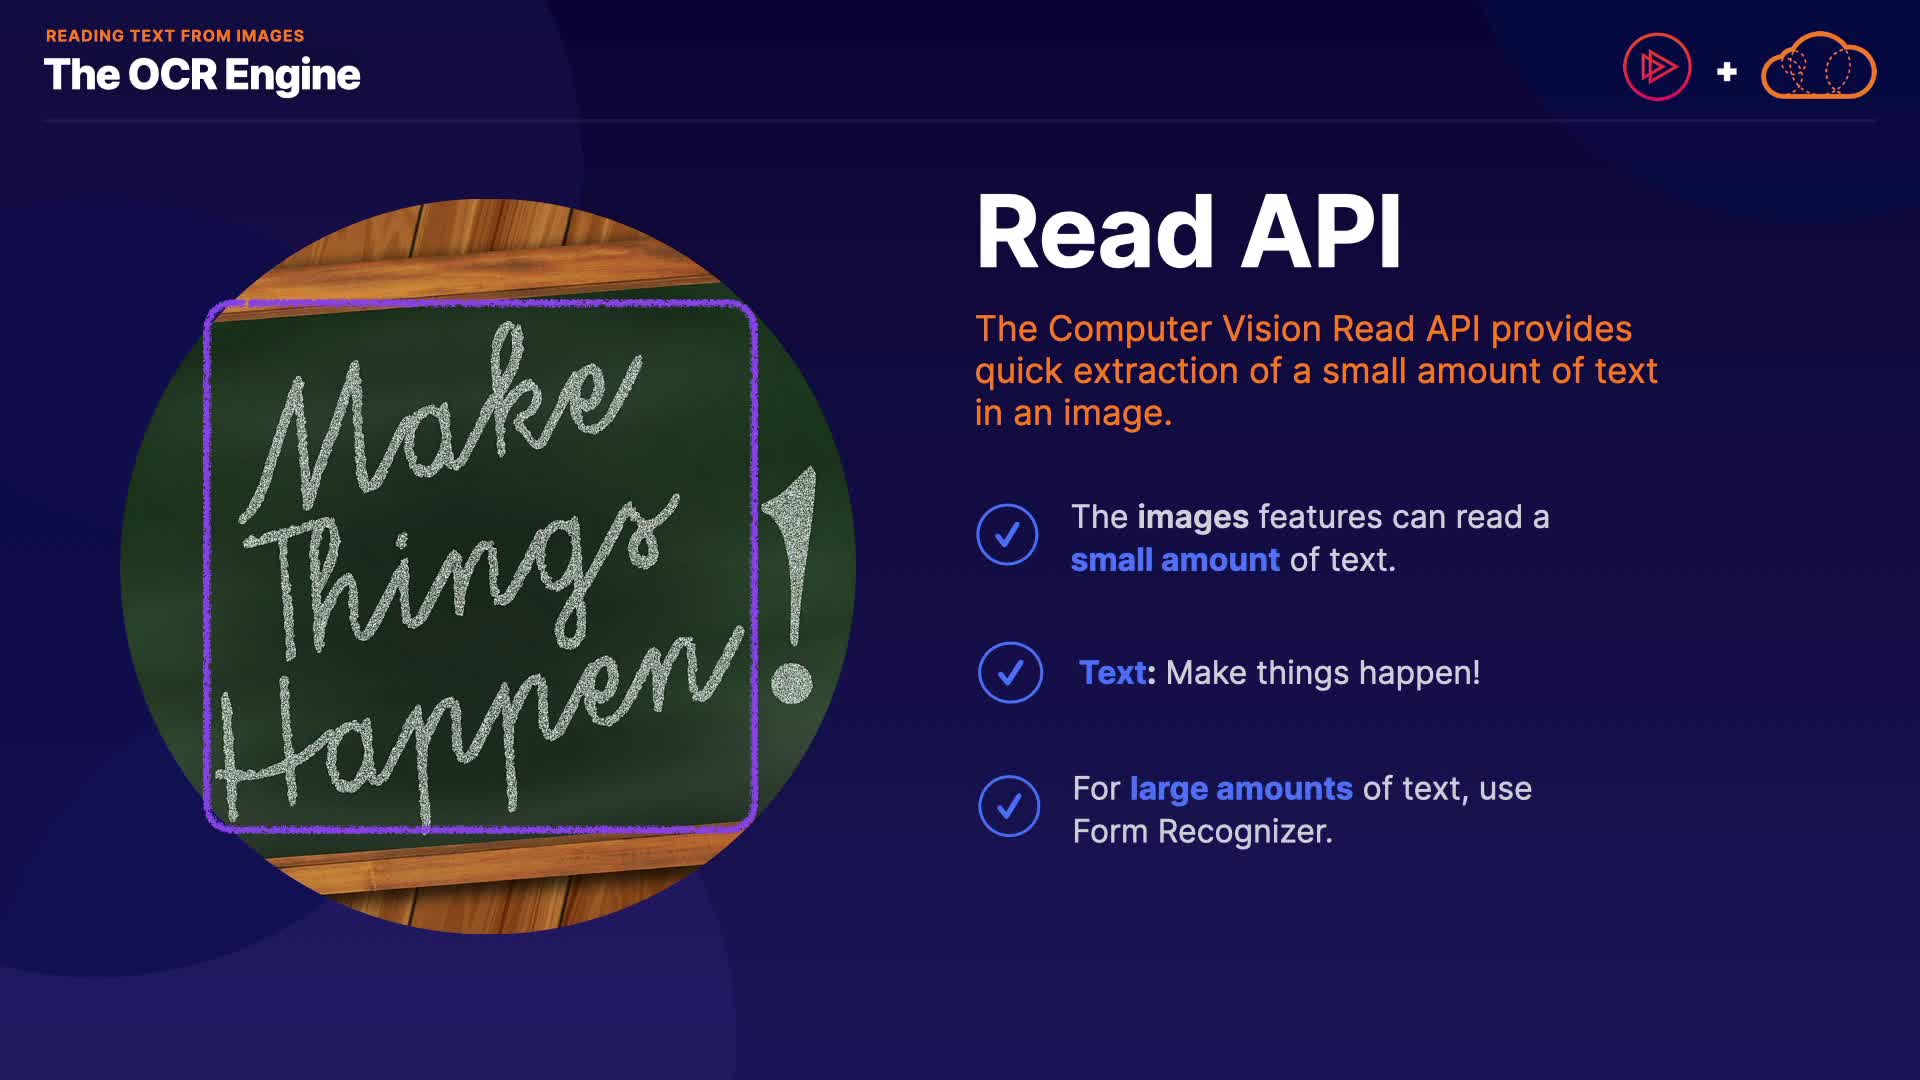 READING TEXT FROM IMAGES
The OCR Engine
Make
Things
Happen!
Read API
The Computer Vision Read API provides
quick extraction of a small amount of text
in an image.
The images features can read a
small amount of text.
Text: Make things happen!
For large amounts of text, use
Form Recognizer.